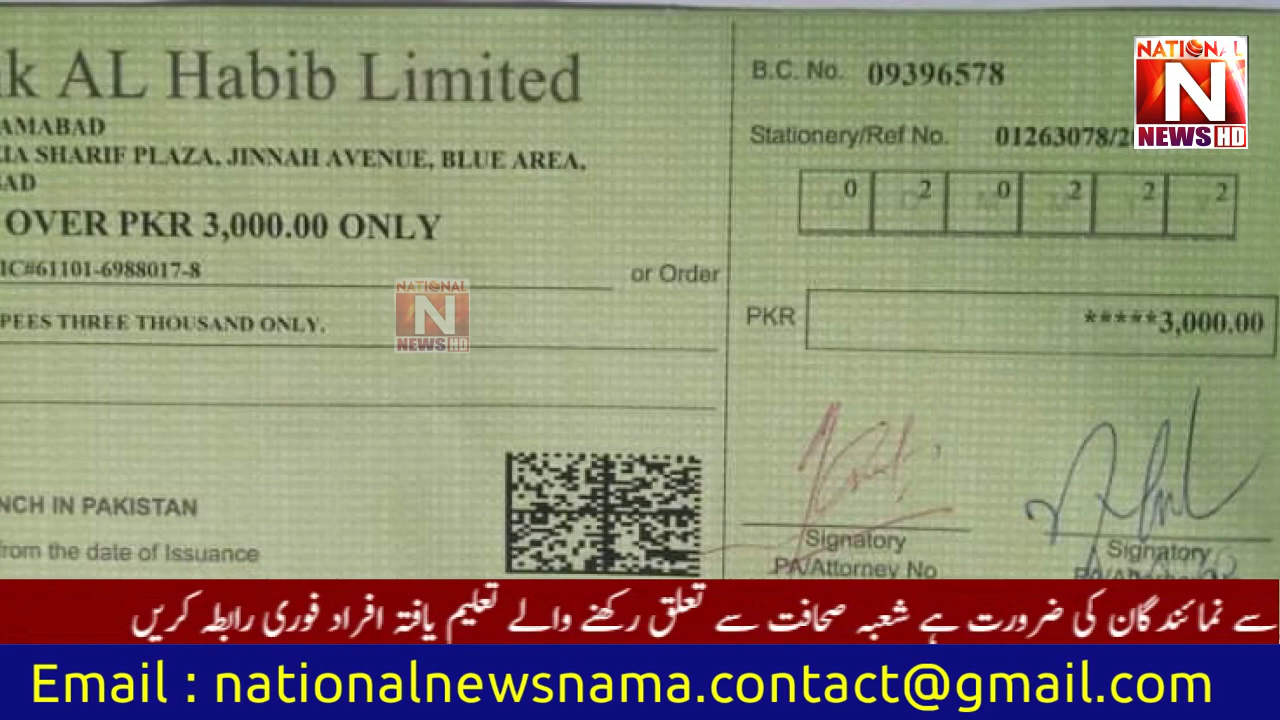 k AL Habib Limited
AMABAD
IA SHARIF PLAZA, JINNAH AVENUE, BLUE AREA,
AD
OVER PKR 3,000.00 ONLY
IC#61101-6988017-8
or Order
PEES THREE THOUSAND ONLY.
NCH IN PAKISTAN
from the date of Issuance
B.C. No. 09396578
Stationery/Ref No. 01263078/2
0 2 0 2 2 2
PKR *****3,000.00
Signatory
PA/Attorney No
Signatory
NATIONAL
N
NEWS HD
NATIONAL
N
NEWS HD
سے نمائندگان کی ضرورت ہے شعبہ صحافت سے تعلق رکھنے والے تعلیم یافتہ افراد فوری رابطہ کریں
Email : nationalnewsnama.contact@gmail.com